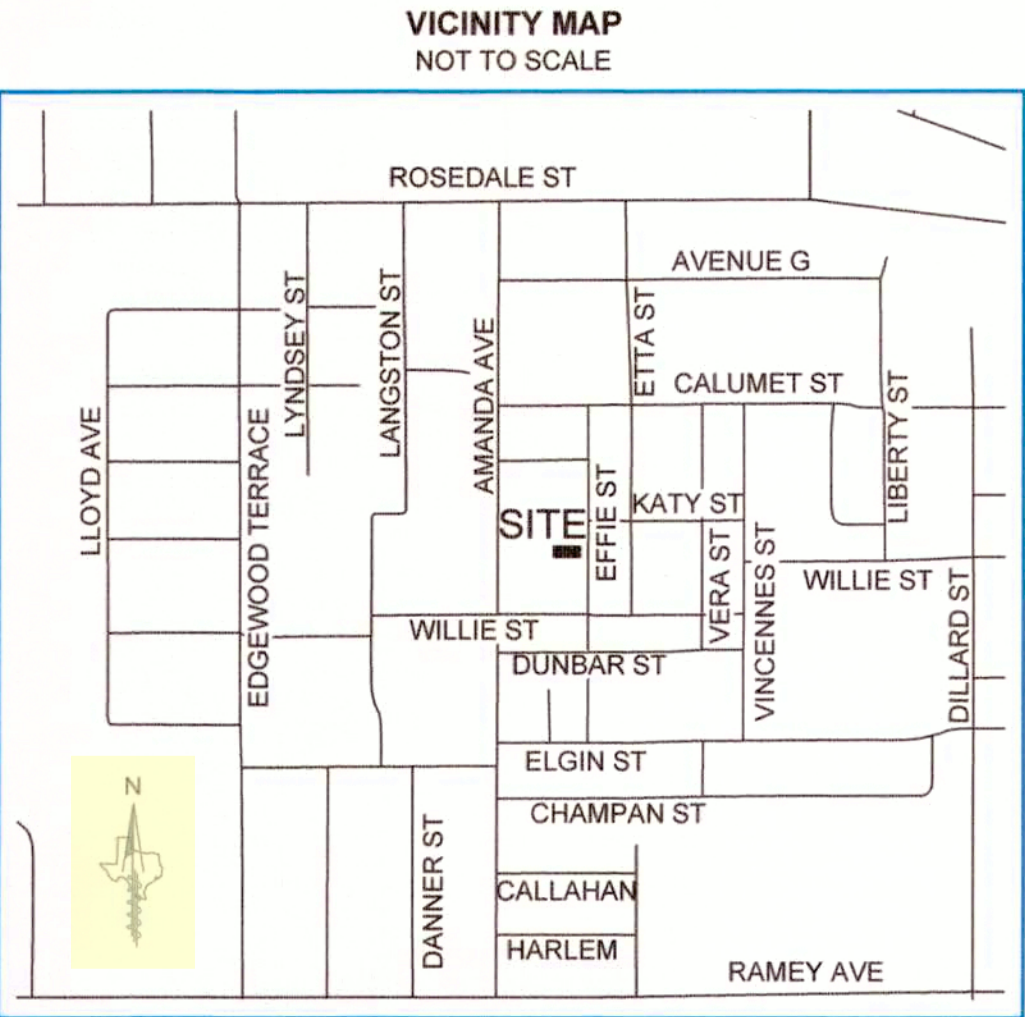 VICINITY MAP
NOT TO SCALE
ROSEDALE ST
AVENUE G
LYNDSEY ST
LANGSTON ST
AMANDA AVE
ETTA ST
CALUMET ST
LIBERTY ST
LLOYD AVE
EDGEWOOD TERRACE
SITE
EFFIE ST
KATY ST
VERA ST
VINCENNES ST
WILLIE ST
DILLARD ST
WILLIE ST
DUNBAR ST
ELGIN ST
CHAMPAN ST
N
DANNER ST
CALLAHAN
HARLEM
RAMEY AVE